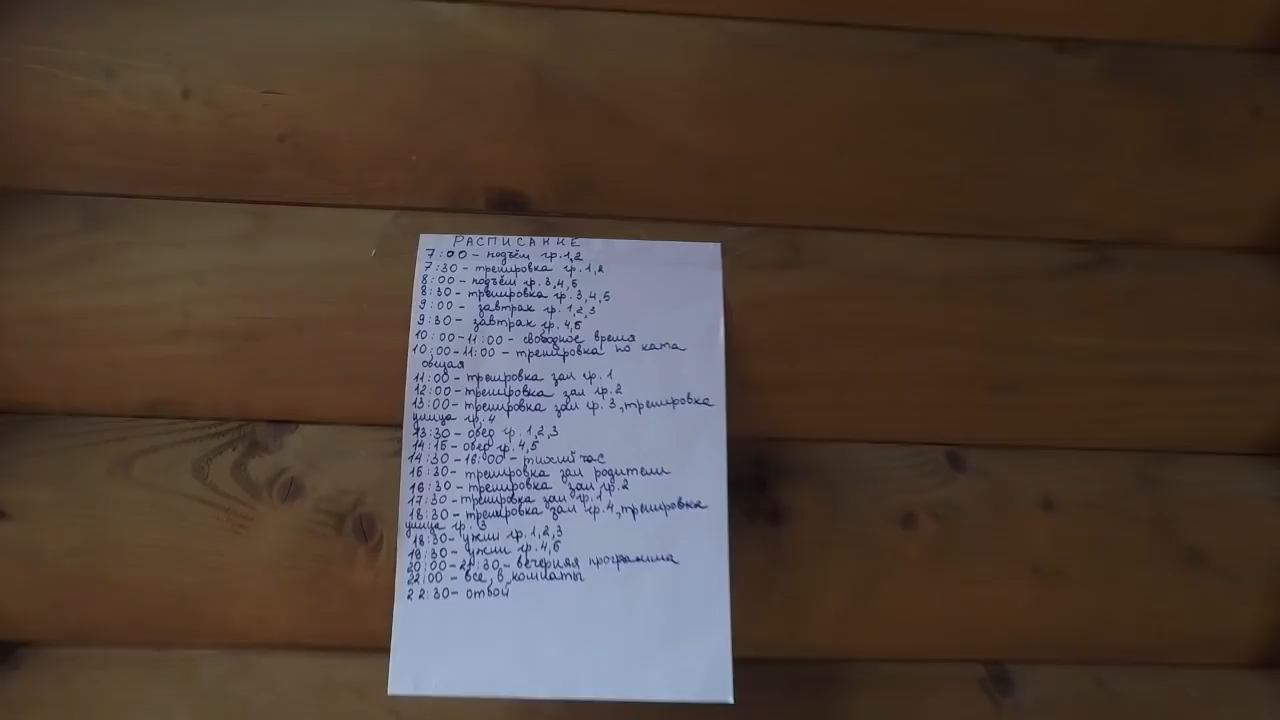 РАСПИСАНИЕ
7:00 – подъём гр.1,2
7:30 – тренировка гр.1,2
8:00 – подъём гр.3,4,5
8:30 – тренировка гр.3,4,5
9:00 – завтрак гр.1,2,3
9:30 – завтрак гр.4,5
10:00-11:00 – свободное время
10:00-11:00 – тренировка по ката
общая
11:00 – тренировка зал гр.1
12:00 – тренировка зал гр.2
13:00 – тренировка зал гр.3, тренировка
улица гр.4
13:30 – обед гр.1,2,3
14:15 – обед гр.4,5
14:30-16:00 – тихий час
15:30 – тренировка зал родители
16:30 – тренировка зал гр.2
17:30 – тренировка зал гр.1
18:30 – тренировка зал гр.4, тренировка
улица гр.3
18:30 – ужин гр.1,2,3
19:30 – ужин гр.4,5
20:00-21:30 – вечерняя программа
22:00 – все в комнаты
22:30 – отбой